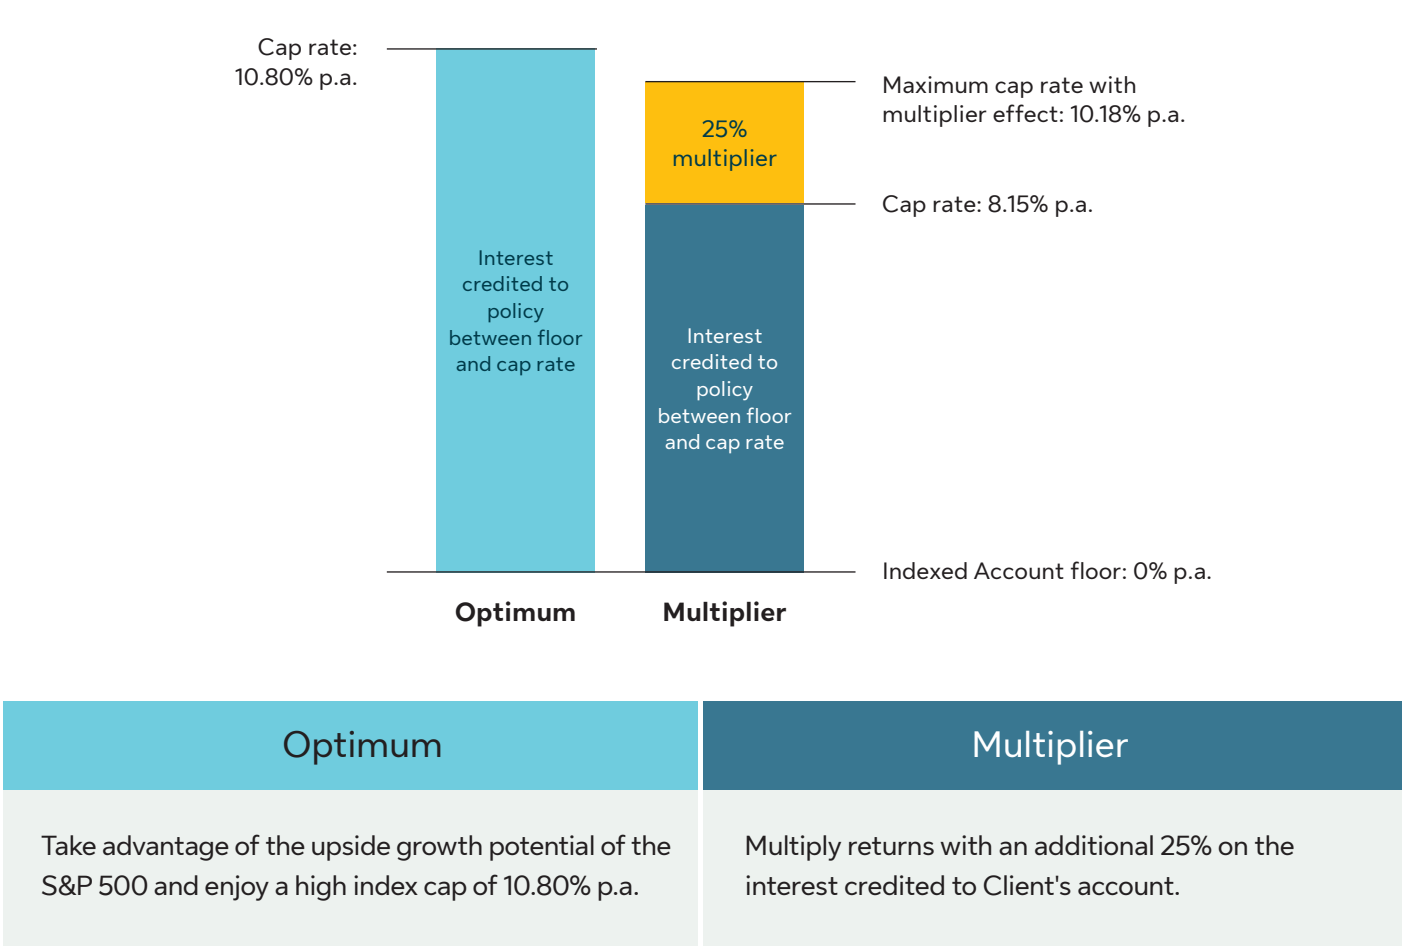 Cap rate:
10.80% p.a.
Maximum cap rate with
multiplier effect: 10.18% p.a.
25%
multiplier
Cap rate: 8.15% p.a.
Interest
credited to
policy
between floor
and cap rate
Interest
credited to
policy
between floor
and cap rate
Indexed Account floor: 0% p.a.
Optimum
Multiplier
Optimum
Take advantage of the upside growth potential of the
S&P 500 and enjoy a high index cap of 10.80% p.a.
Multiplier
Multiply returns with an additional 25% on the
interest credited to Client's account.